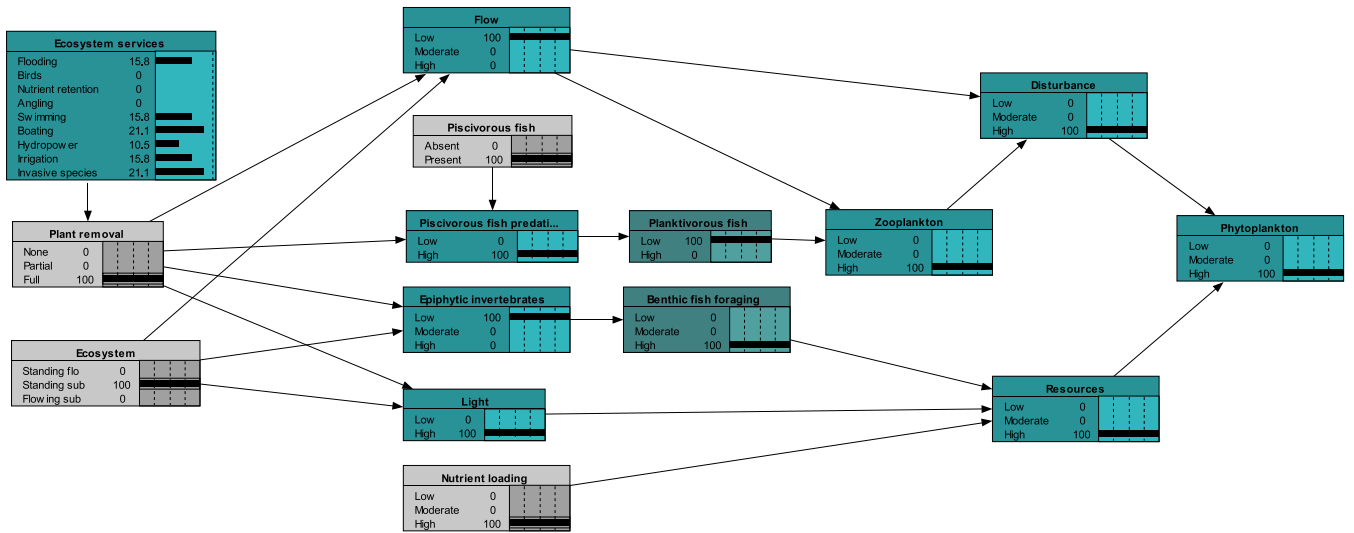 Ecosystem services
Flooding 15.8
Birds 0
Nutrient retention 0
Angling 0
Swimming 15.8
Boating 21.1
Hydropower 10.5
Irrigation 15.8
Invasive species 21.1
Plant removal
None 0
Partial 0
Full 100
Ecosystem
Standing flo 0
Standing sub 100
Flowing sub 0
Flow
Low 100
Moderate 0
High 0
Piscivorous fish
Absent 0
Present 100
Piscivorous fish predati...
Low 0
High 100
Epiphytic invertebrates
Low 100
Moderate 0
High 0
Light
Low 0
High 100
Nutrient loading
Low 0
Moderate 0
High 100
Planktivorous fish
Low 100
High 0
Benthic fish foraging
Low 0
Moderate 0
High 100
Zooplankton
Low 0
Moderate 0
High 100
Disturbance
Low 0
Moderate 0
High 100
Resources
Low 0
Moderate 0
High 100
Phytoplankton
Low 0
Moderate 0
High 100